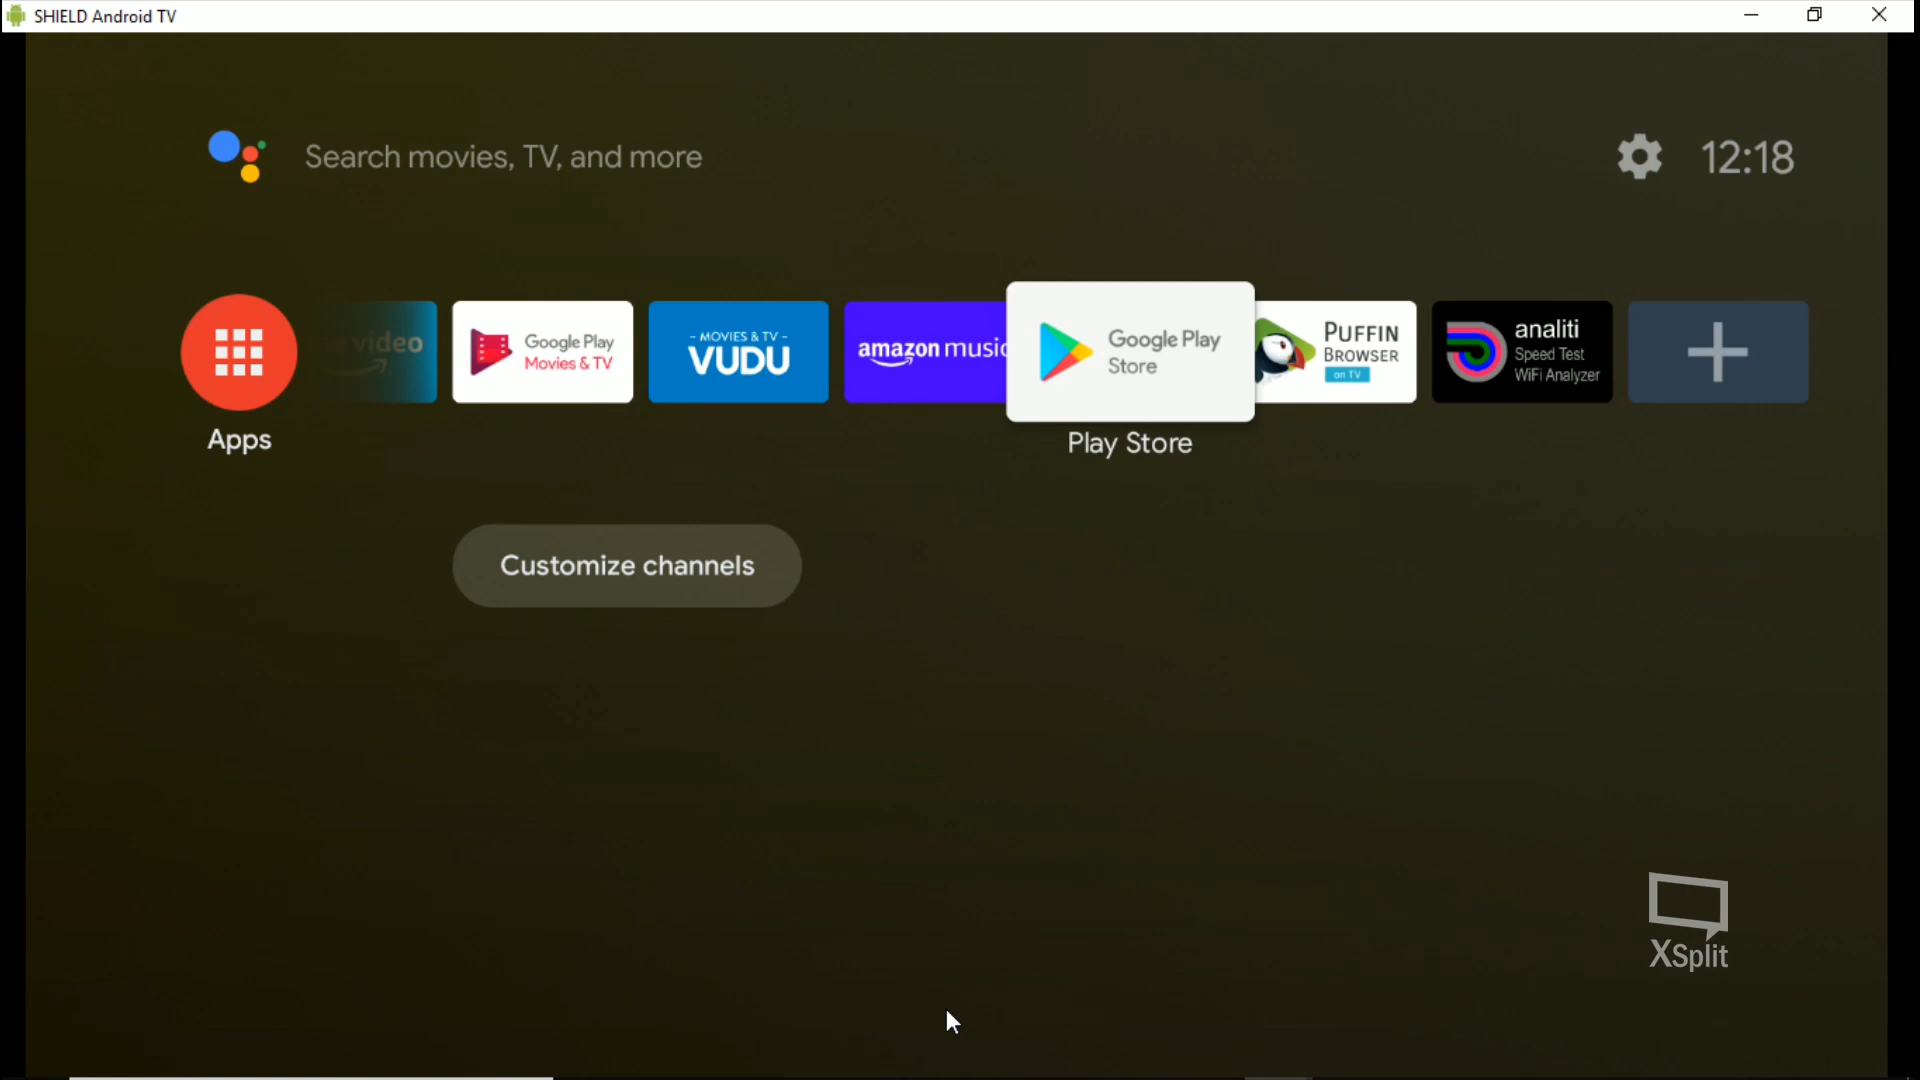 SHIELD Android TV
Search movies, TV, and more
12:18
video
Google Play
Movies & TV
- MOVIES & TV -
VUDU
amazon music
Google Play
Store
PUFFIN
BROWSER
on TV
analiti
Speed Test
WiFi Analyzer
Apps
Play Store
Customize channels
XSplit